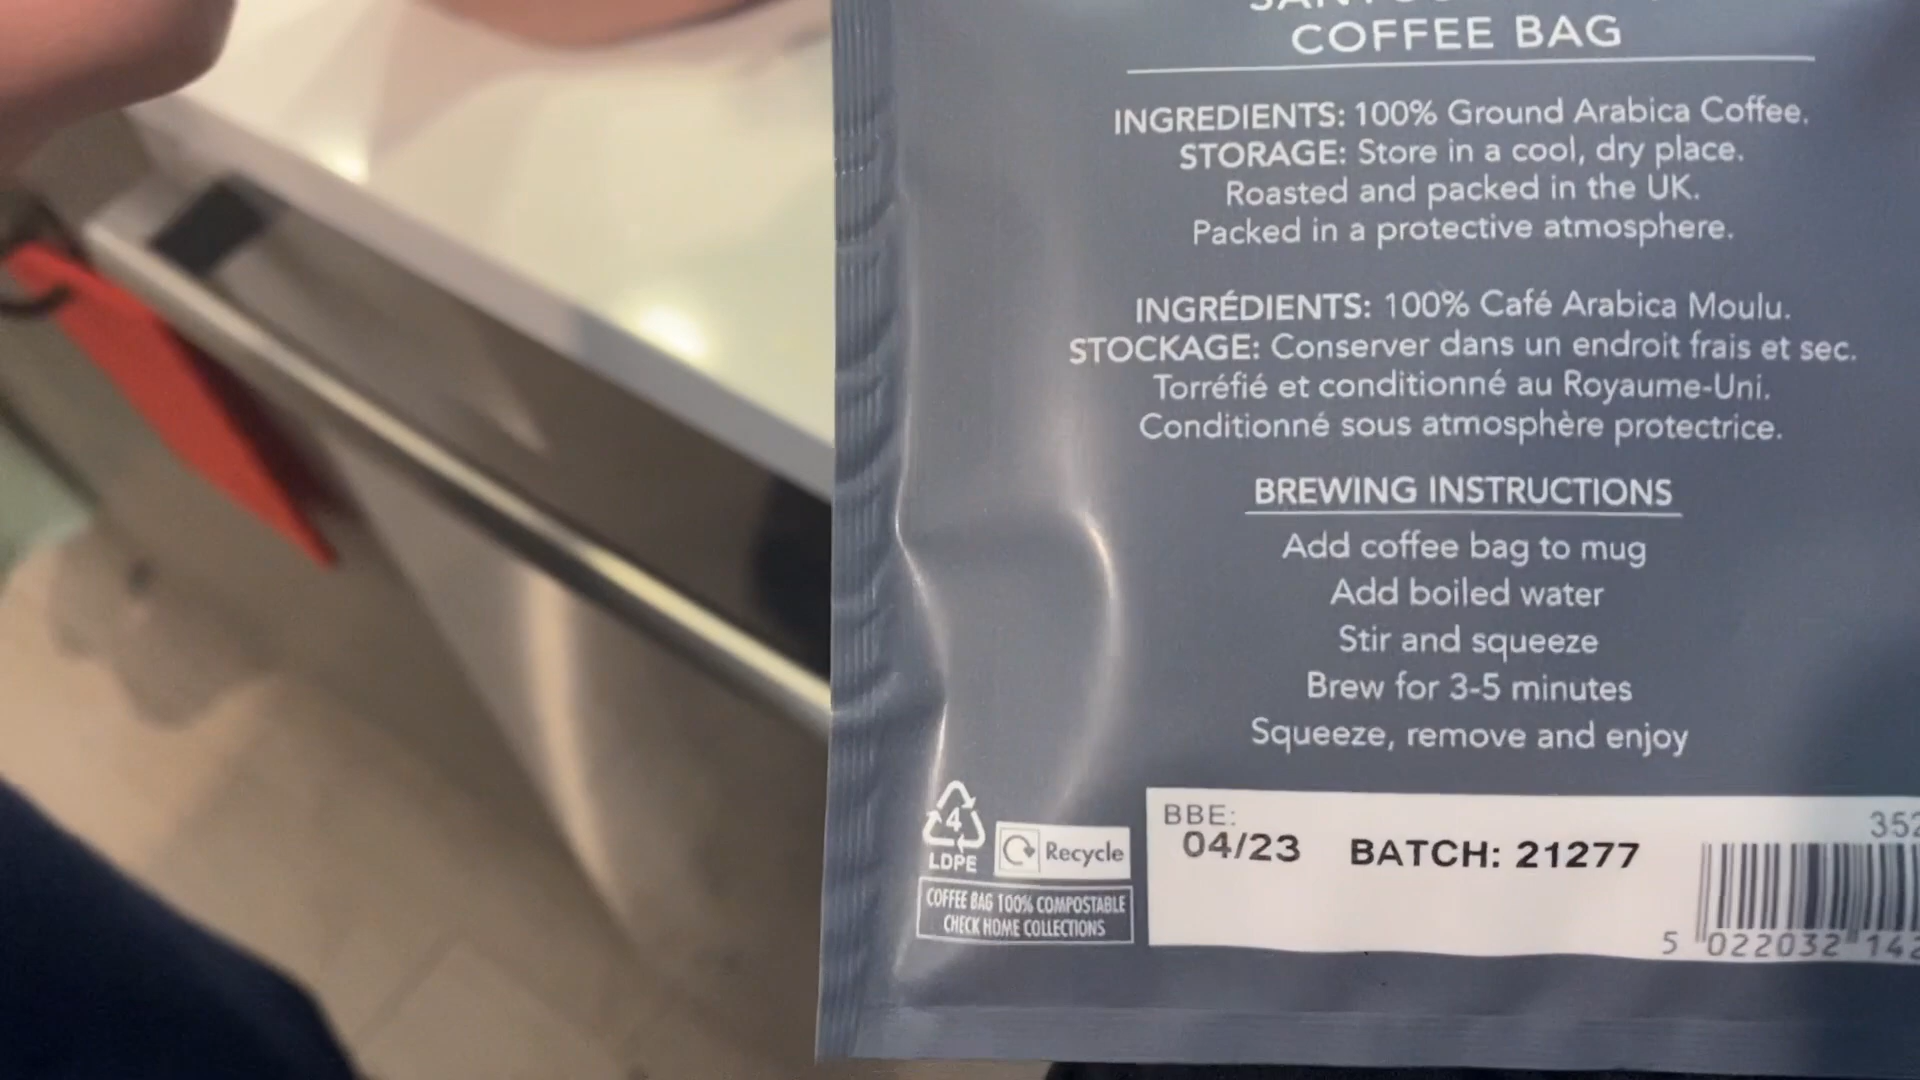 COFFEE BAG
INGREDIENTS: 100% Ground Arabica Coffee.
STORAGE: Store in a cool, dry place.
Roasted and packed in the UK.
Packed in a protective atmosphere.
INGRÉDIENTS: 100% Café Arabica Moulu.
STOCKAGE: Conserver dans un endroit frais et sec.
Torréfié et conditionné au Royaume-Uni.
Conditionné sous atmosphère protectrice.
BREWING INSTRUCTIONS
Add coffee bag to mug
Add boiled water
Stir and squeeze
Brew for 3-5 minutes
Squeeze, remove and enjoy
4
LDPE
Recycle
COFFEE BAG 100% COMPOSTABLE
CHECK HOME COLLECTIONS
BBE:
04/23 BATCH: 21277
352
5 022032 142